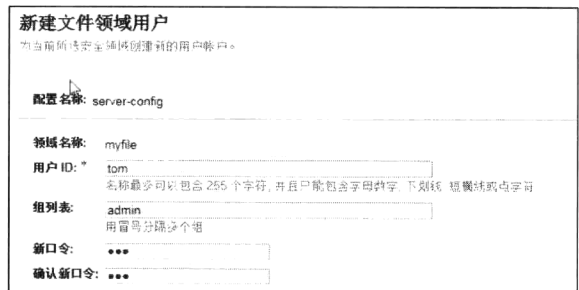 新建文件领域用户
为当前所选安全领域创建新的用户帐户。
配置名称: server-config
领域名称: myfile
用户 ID: * tom
名称最多可以包含 255 个字符, 并且只能包含字母数字, 下划线, 短横线或点字符
组列表: admin
用冒号分隔多个组
新口令: •••
确认新口令: •••